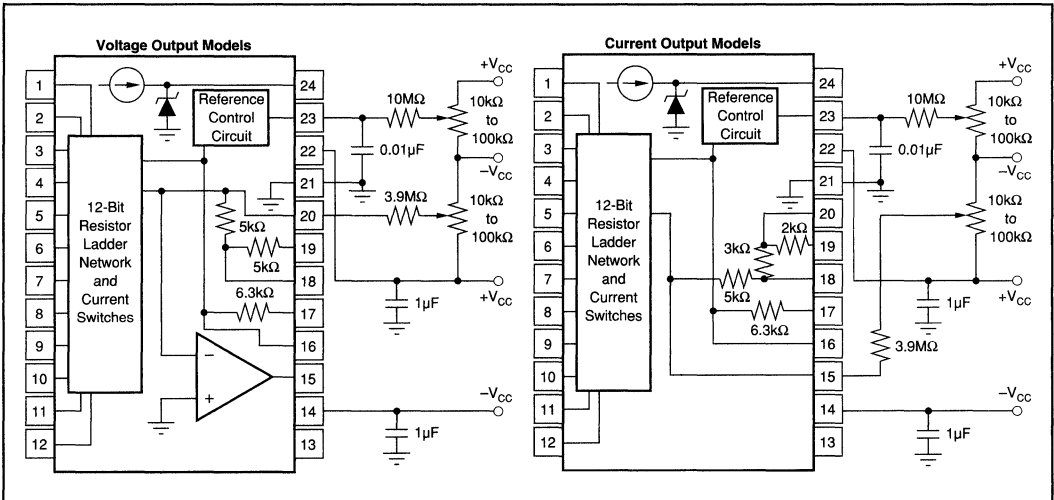 Voltage Output Models
1
2
3
4
5
6
7
8
9
10
11
12
12-Bit
Resistor
Ladder
Network
and
Current
Switches
Reference
Control
Circuit
5kΩ
5kΩ
6.3kΩ
−
+
24
23
22
21
20
19
18
17
16
15
14
13
+VCC
10MΩ
10kΩ
to
100kΩ
0.01µF
−VCC
3.9MΩ
10kΩ
to
100kΩ
1µF
+VCC
−VCC
1µF
Current Output Models
1
2
3
4
5
6
7
8
9
10
11
12
12-Bit
Resistor
Ladder
Network
and
Current
Switches
Reference
Control
Circuit
2kΩ
3kΩ
5kΩ
6.3kΩ
24
23
22
21
20
19
18
17
16
15
14
13
+VCC
10MΩ
10kΩ
to
100kΩ
0.01µF
−VCC
10kΩ
to
100kΩ
1µF
+VCC
3.9MΩ
−VCC
1µF